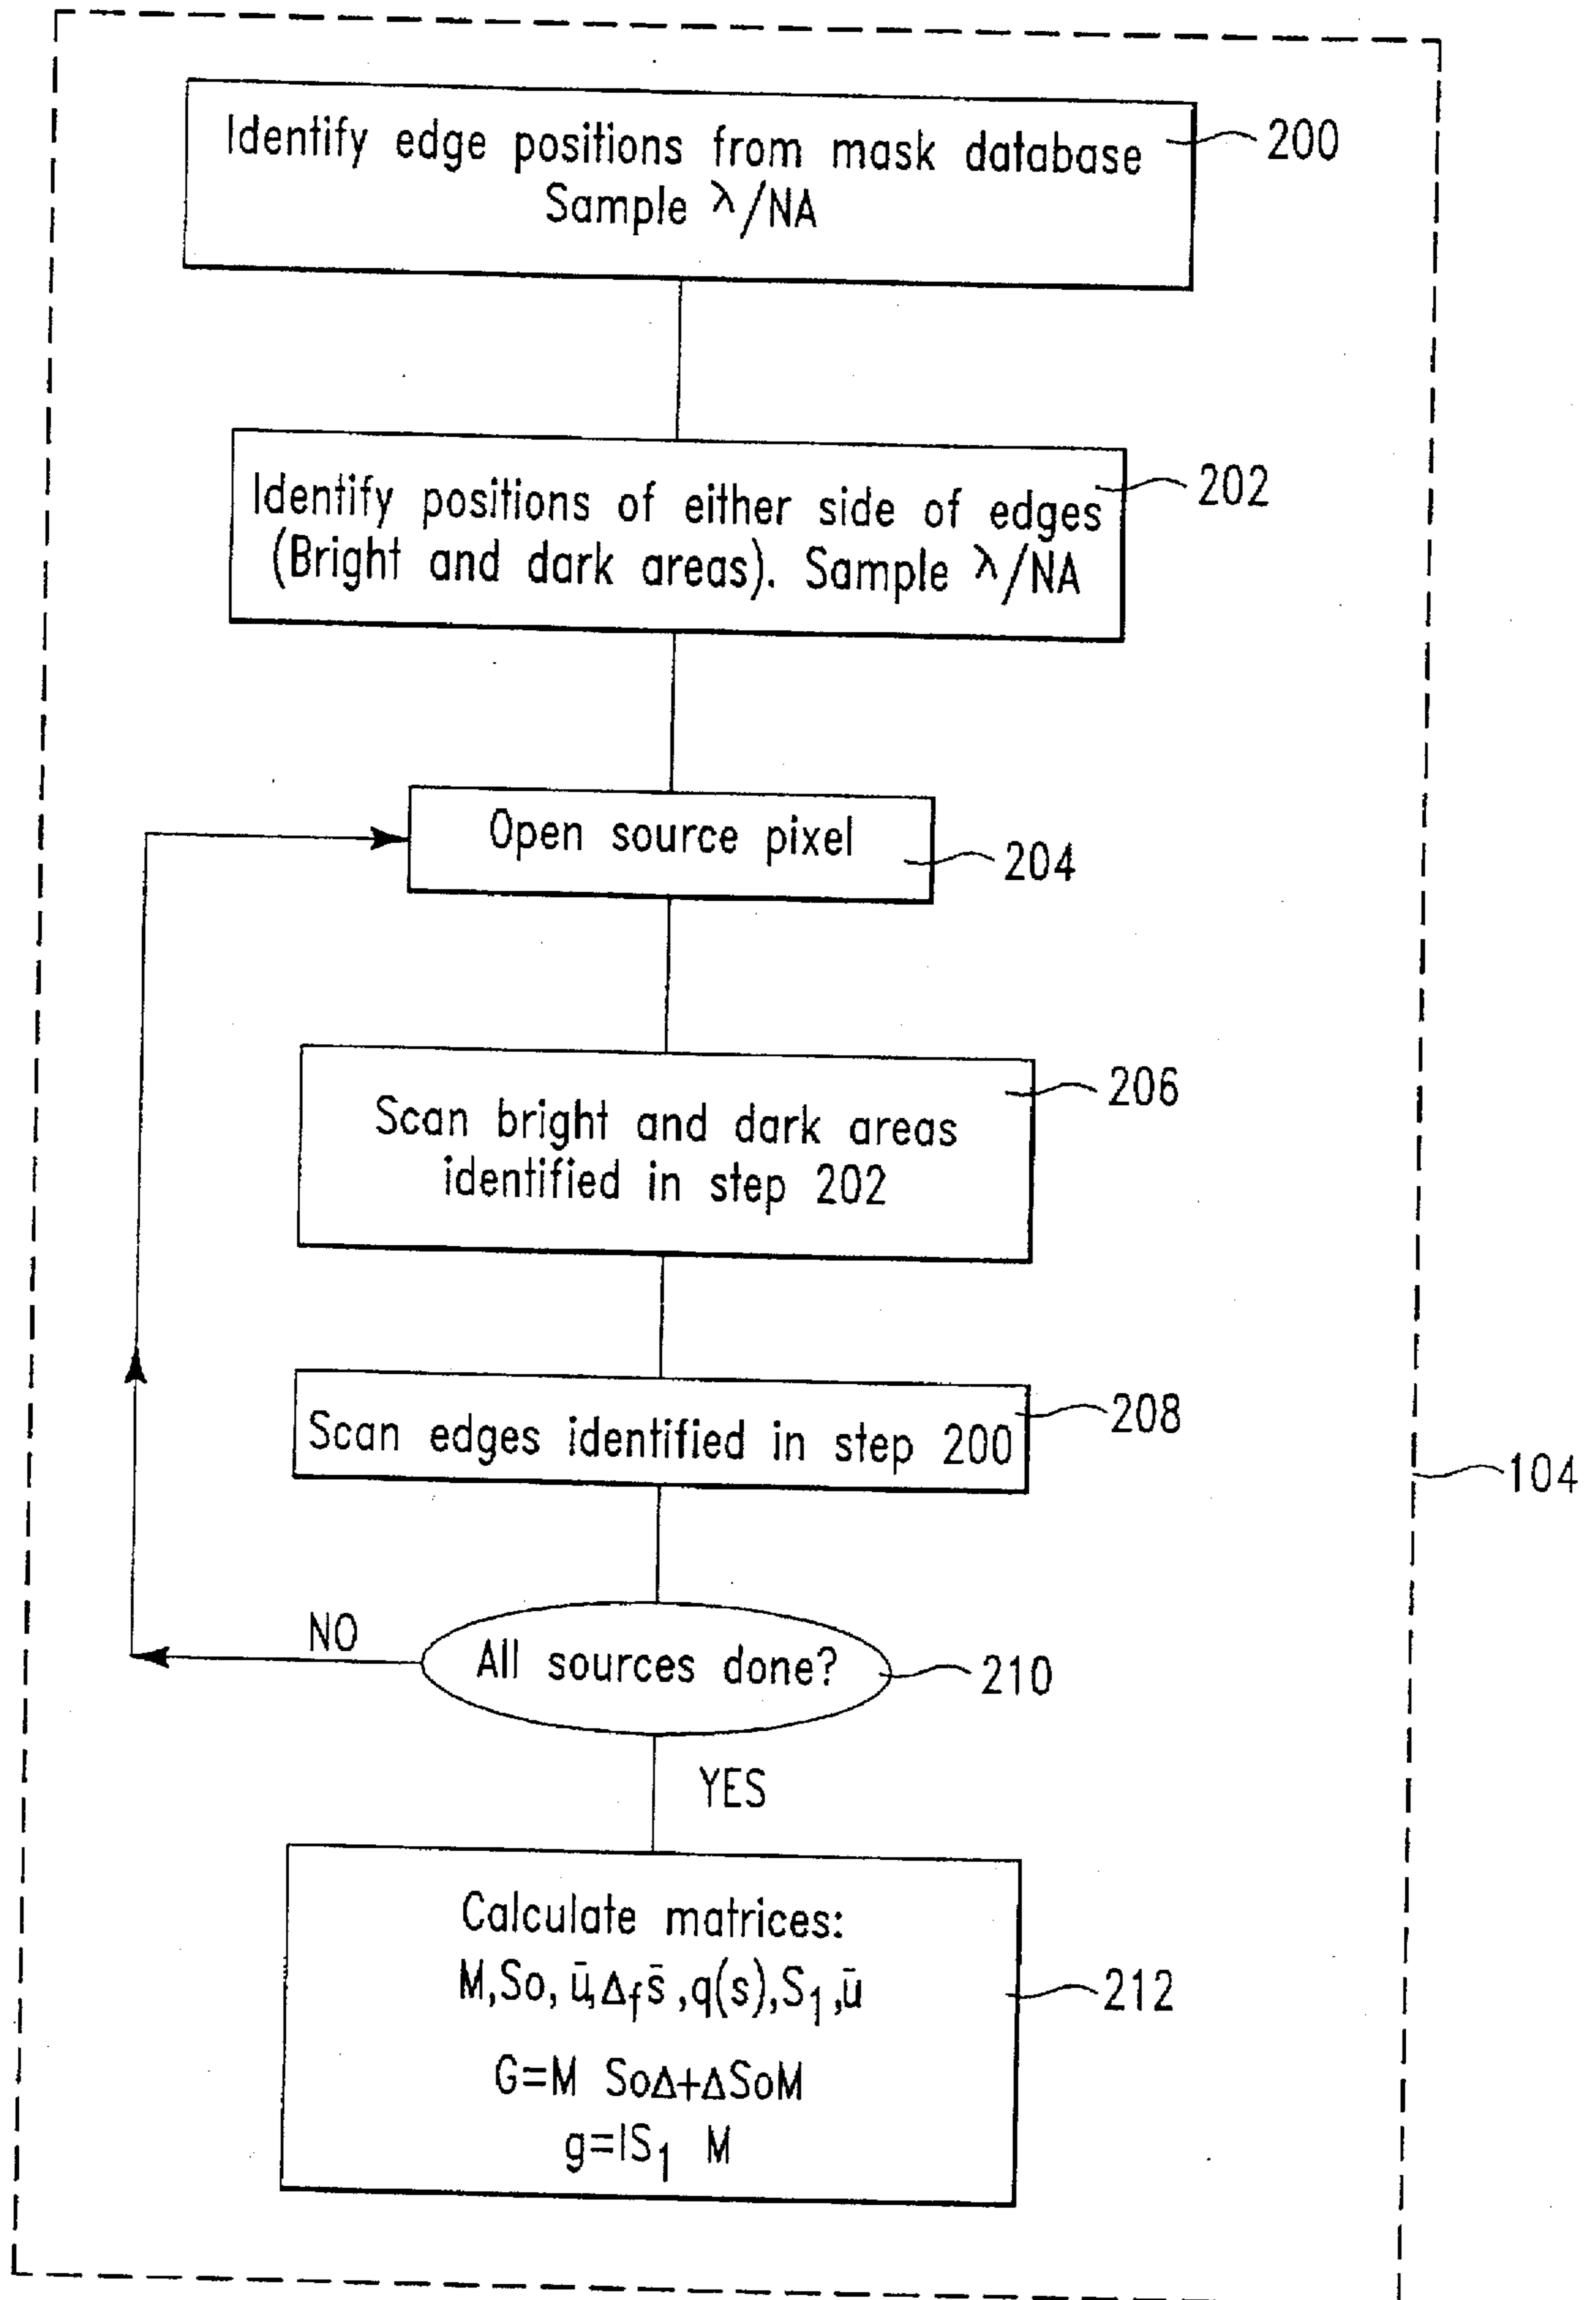 Identify edge positions from mask database
Sample λ/NA
200
Identify positions of either side of edges
(Bright and dark areas). Sample λ/NA
202
Open source pixel
204
Scan bright and dark areas
identified in step 202
206
Scan edges identified in step 200
208
104
NO
All sources done?
210
YES
Calculate matrices:
M,So, ū,Δf s̄ ,q(s),S1,ū
212
G=M SoΔ+ΔSoM
g=IS1 M